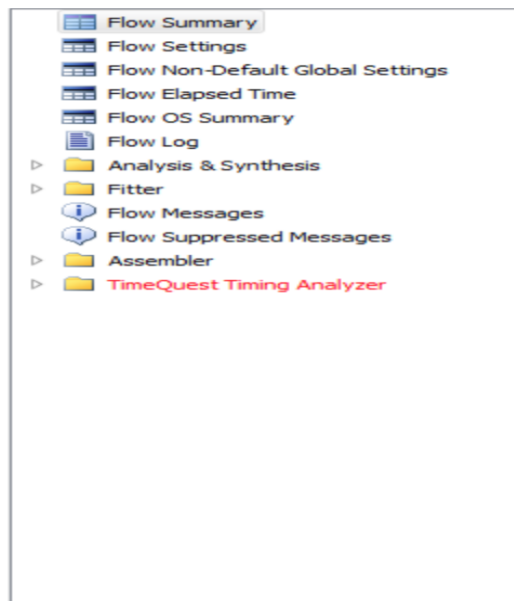 Flow Summary
Flow Settings
Flow Non-Default Global Settings
Flow Elapsed Time
Flow OS Summary
Flow Log
Analysis & Synthesis
Fitter
Flow Messages
Flow Suppressed Messages
Assembler
TimeQuest Timing Analyzer